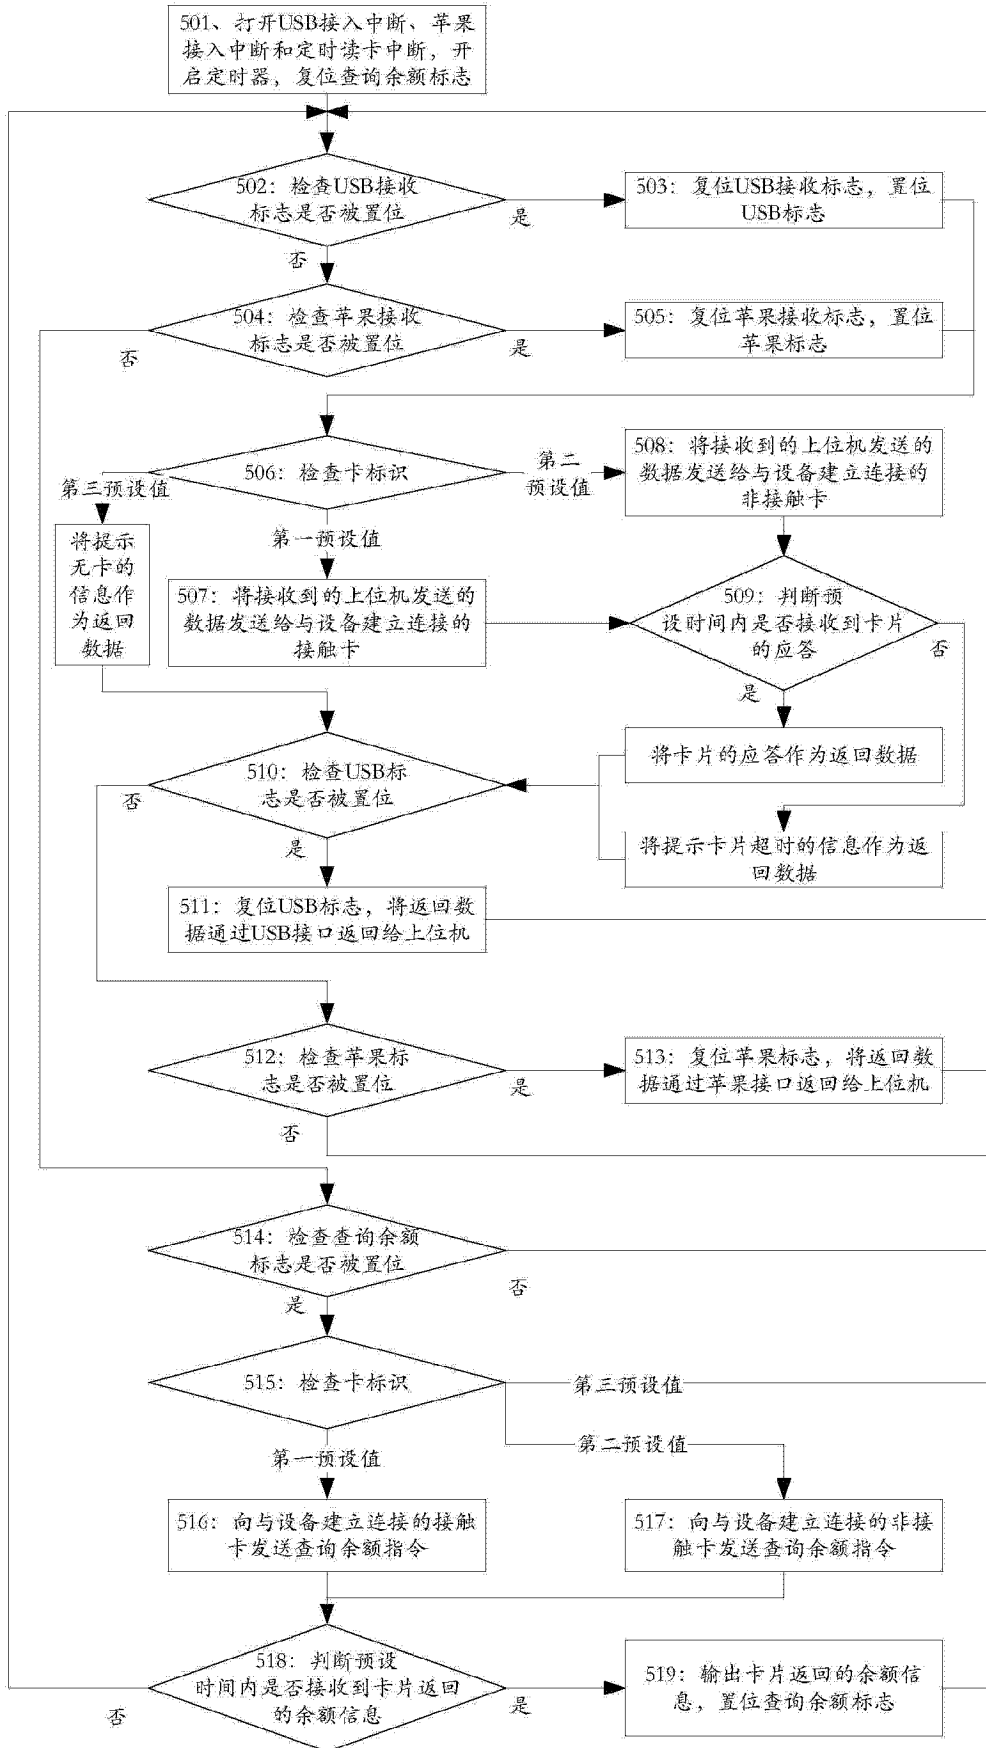 501、打开USB接入中断、苹果
接入中断和定时读卡中断，开
启定时器，复位查询余额标志
502：检查USB接收
标志是否被置位
是
503：复位USB接收标志，置位
USB标志
否
504：检查苹果接收
标志是否被置位
否
是
505：复位苹果接收标志，置位
苹果标志
506：检查卡标识
第三预设值
第二
预设值
508：将接收到的上位机发送的
数据发送给与设备建立连接的
非接触卡
第一预设值
将提示
无卡的
信息作
为返回
数据
507：将接收到的上位机发送的
数据发送给与设备建立连接的
接触卡
509：判断预
设时间内是否接收到卡片
的应答
否
是
将卡片的应答作为返回数据
510：检查USB标
志是否被置位
否
是
将提示卡片超时的信息作为返
回数据
511：复位USB标志，将返回数
据通过USB接口返回给上位机
512：检查苹果标
志是否被置位
是
否
513：复位苹果标志，将返回数
据通过苹果接口返回给上位机
514：检查查询余额
标志是否被置位
否
是
515：检查卡标识
第三预设值
第二预设值
第一预设值
516：向与设备建立连接的接触
卡发送查询余额指令
517：向与设备建立连接的非接
触卡发送查询余额指令
518：判断预设
时间内是否接收到卡片返回
的余额信息
否
是
519：输出卡片返回的余额信
息，置位查询余额标志